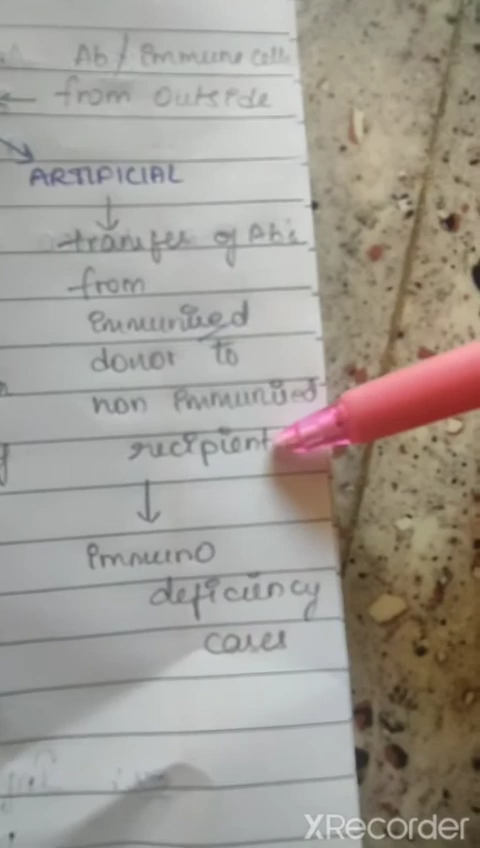 Ab / Immune cells
from outside
ARTIFICIAL
transfer of Ab's
from
immunized
donor to
non immunized
recipient
Immuno
deficiency
cases
XRecorder